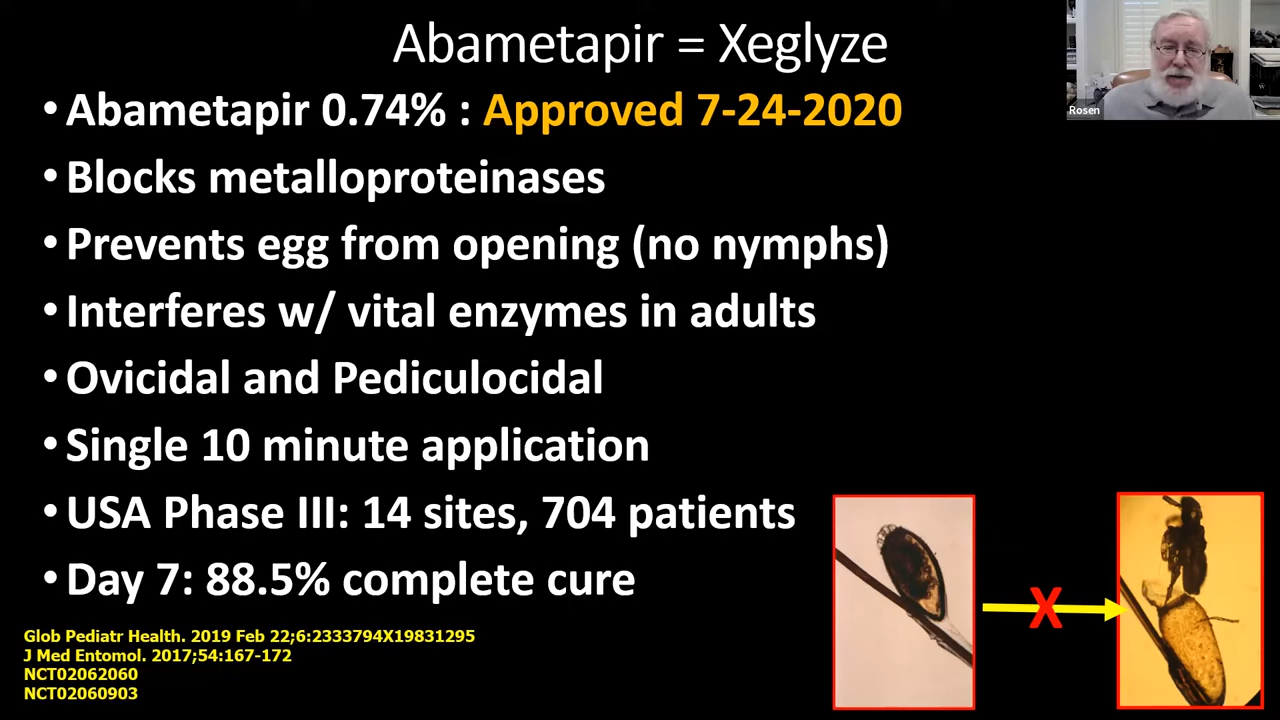 Abametapir = Xeglyze
Rosen
• Abametapir 0.74% : Approved 7-24-2020
• Blocks metalloproteinases
• Prevents egg from opening (no nymphs)
• Interferes w/ vital enzymes in adults
• Ovicidal and Pediculocidal
• Single 10 minute application
• USA Phase III: 14 sites, 704 patients
• Day 7: 88.5% complete cure
X
Glob Pediatr Health. 2019 Feb 22;6:2333794X19831295
J Med Entomol. 2017;54:167-172
NCT02062060
NCT02060903